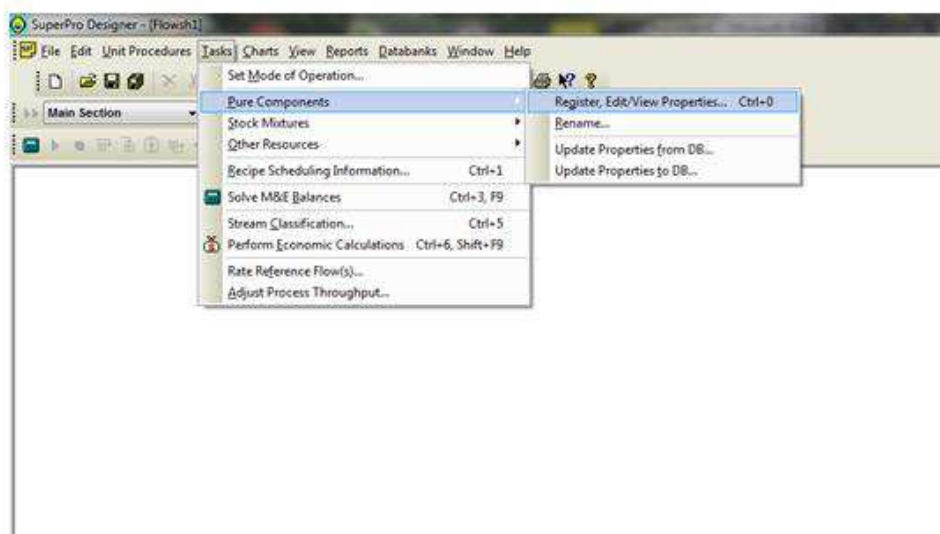 SuperPro Designer - [Flowsh1]
File Edit Unit Procedures Tasks Charts View Reports Databanks Window Help
Main Section
Set Mode of Operation...
Pure Components
Stock Mixtures
Other Resources
Recipe Scheduling Information... Ctrl+1
Solve M&E Balances Ctrl+3, F9
Stream Classification... Ctrl+5
Perform Economic Calculations Ctrl+6, Shift+F9
Rate Reference Flow(s)...
Adjust Process Throughput...
Register, Edit/View Properties... Ctrl+0
Rename...
Update Properties from DB...
Update Properties to DB...